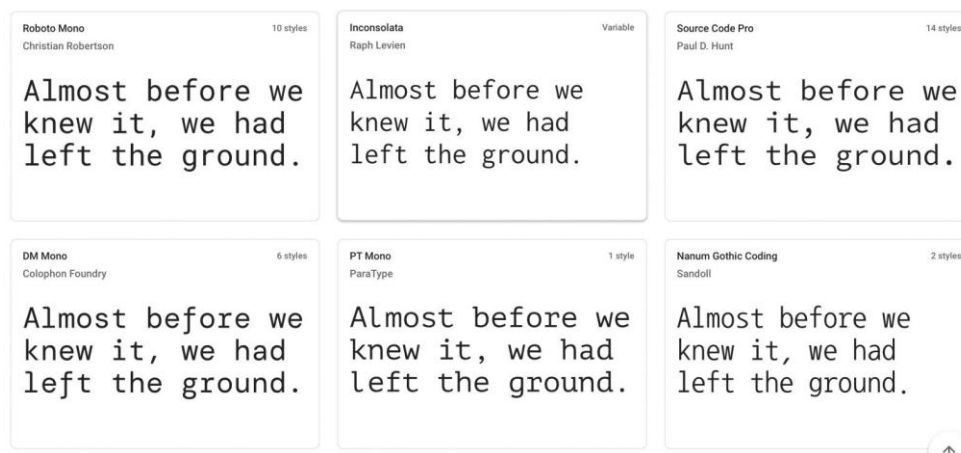 Roboto Mono 10 styles
Christian Robertson
Almost before we
knew it, we had
left the ground.
Inconsolata Variable
Raph Levien
Almost before we
knew it, we had
left the ground.
Source Code Pro 14 styles
Paul D. Hunt
Almost before we
knew it, we had
left the ground.
DM Mono 6 styles
Colophon Foundry
Almost before we
knew it, we had
left the ground.
PT Mono 1 style
ParaType
Almost before we
knew it, we had
left the ground.
Nanum Gothic Coding 2 styles
Sandoll
Almost before we
knew it, we had
left the ground.